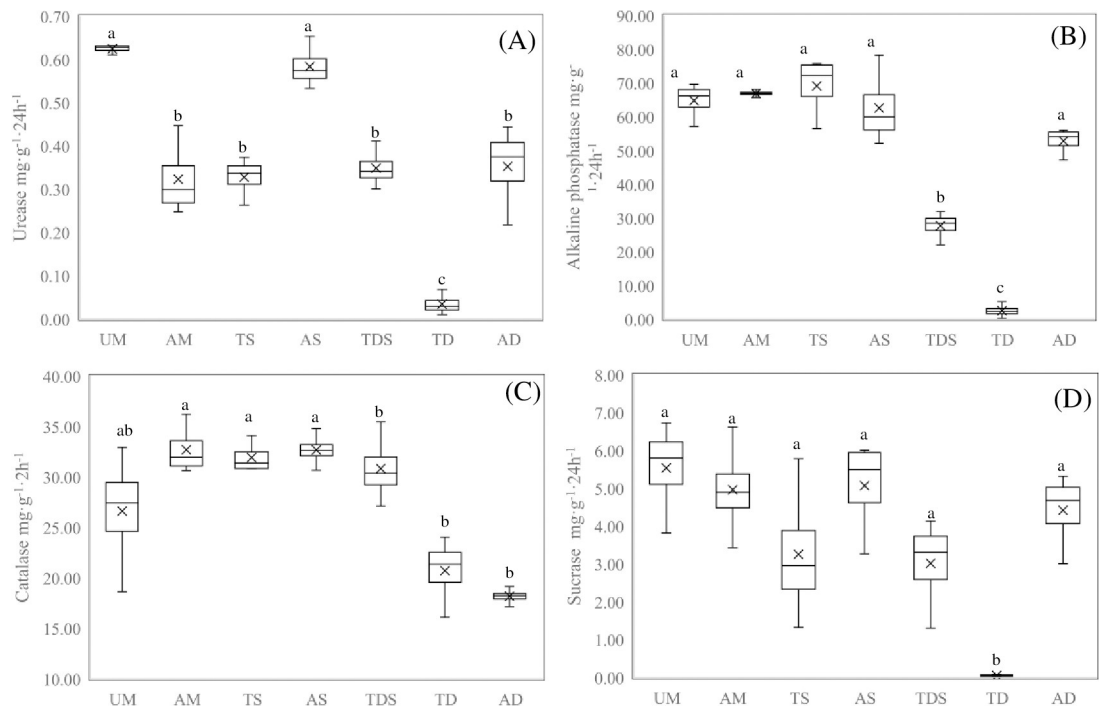 (A)
Urease mg·g⁻¹·24h⁻¹
0.70
0.60
0.50
0.40
0.30
0.20
0.10
0.00
a
b
b
a
b
c
b
UM AM TS AS TDS TD AD
(B)
Alkaline phosphatase mg·g⁻
¹·24h⁻¹
90.00
80.00
70.00
60.00
50.00
40.00
30.00
20.00
10.00
0.00
a
a
a
a
b
c
a
UM AM TS AS TDS TD AD
(C)
Catalase mg·g⁻¹·2h⁻¹
40.00
35.00
30.00
25.00
20.00
15.00
10.00
ab
a
a
a
b
b
b
UM AM TS AS TDS TD AD
(D)
Sucrase mg·g⁻¹·24h⁻¹
8.00
7.00
6.00
5.00
4.00
3.00
2.00
1.00
0.00
a
a
a
a
a
b
a
UM AM TS AS TDS TD AD